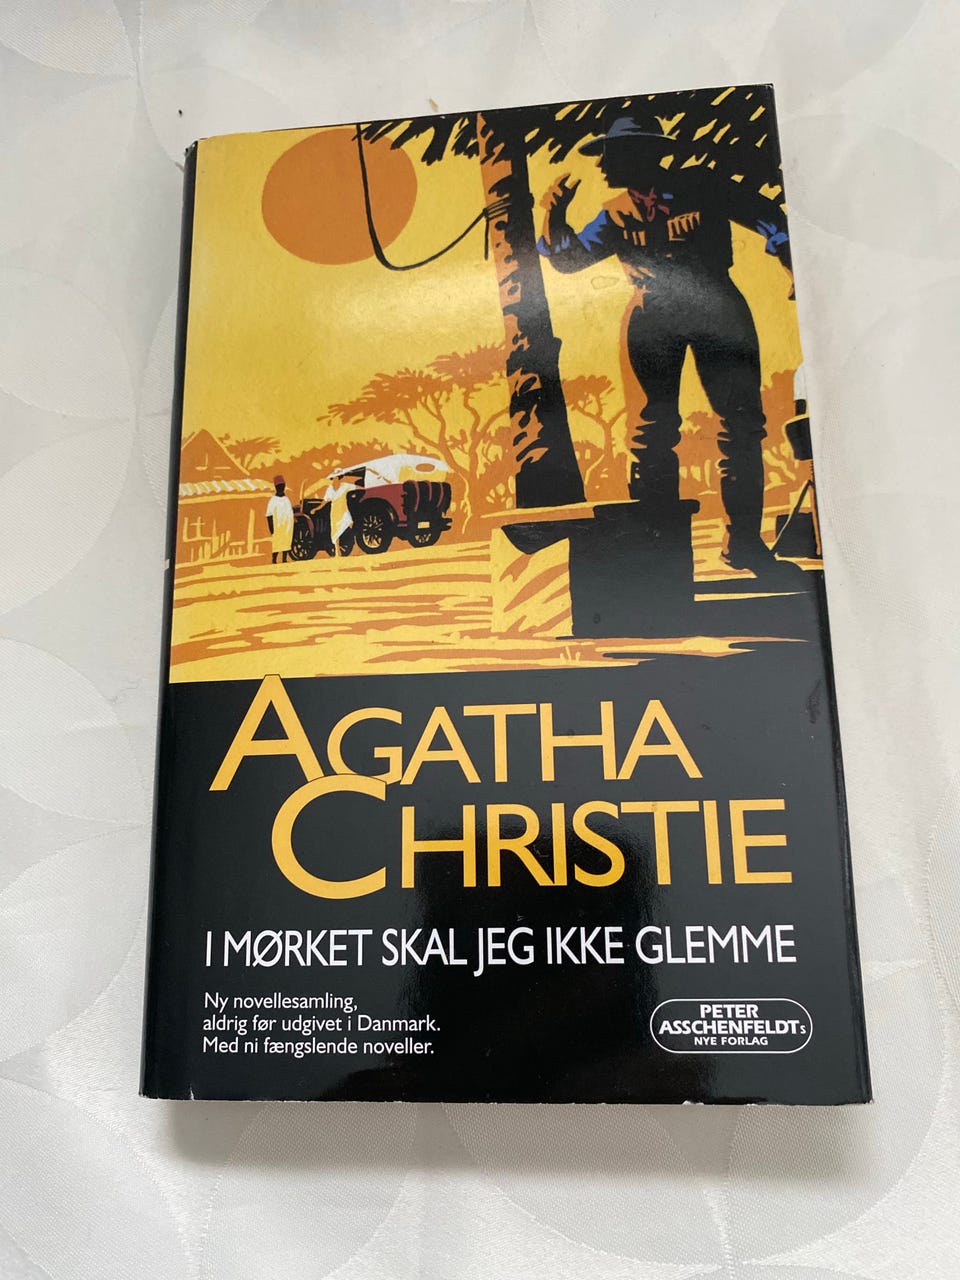 AGATHA
CHRISTIE
I MØRKET SKAL JEG IKKE GLEMME
Ny novellesamling,
aldrig før udgivet i Danmark.
Med ni fængslende noveller.
PETER
ASSCHENFELDTs
NYE FORLAG